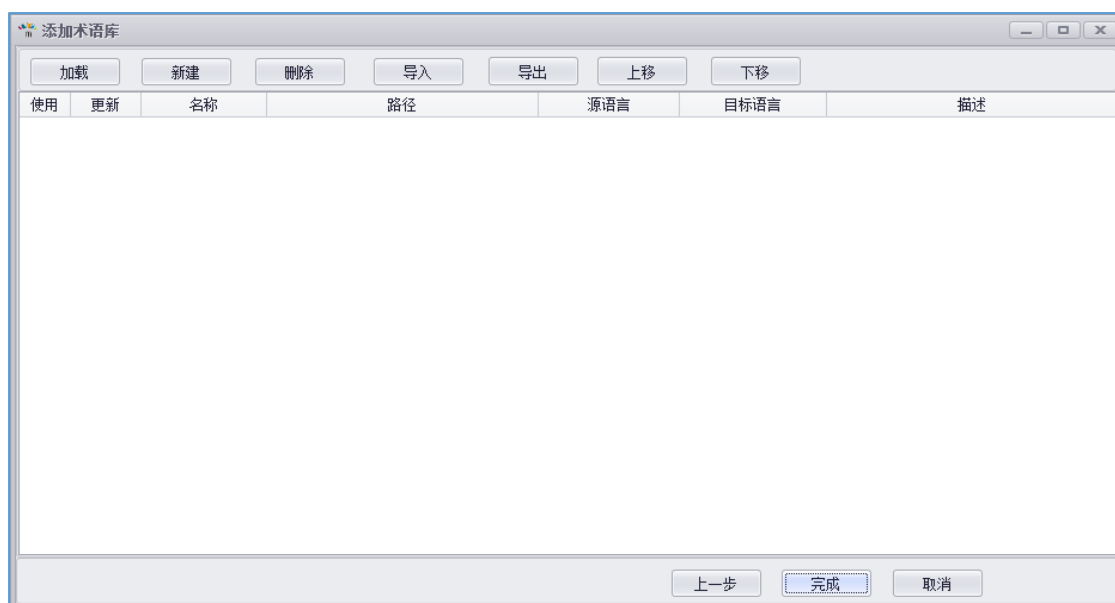 添加术语库
加载 新建 删除 导入 导出 上移 下移
使用 更新 名称 路径 源语言 目标语言 描述
上一步 完成 取消